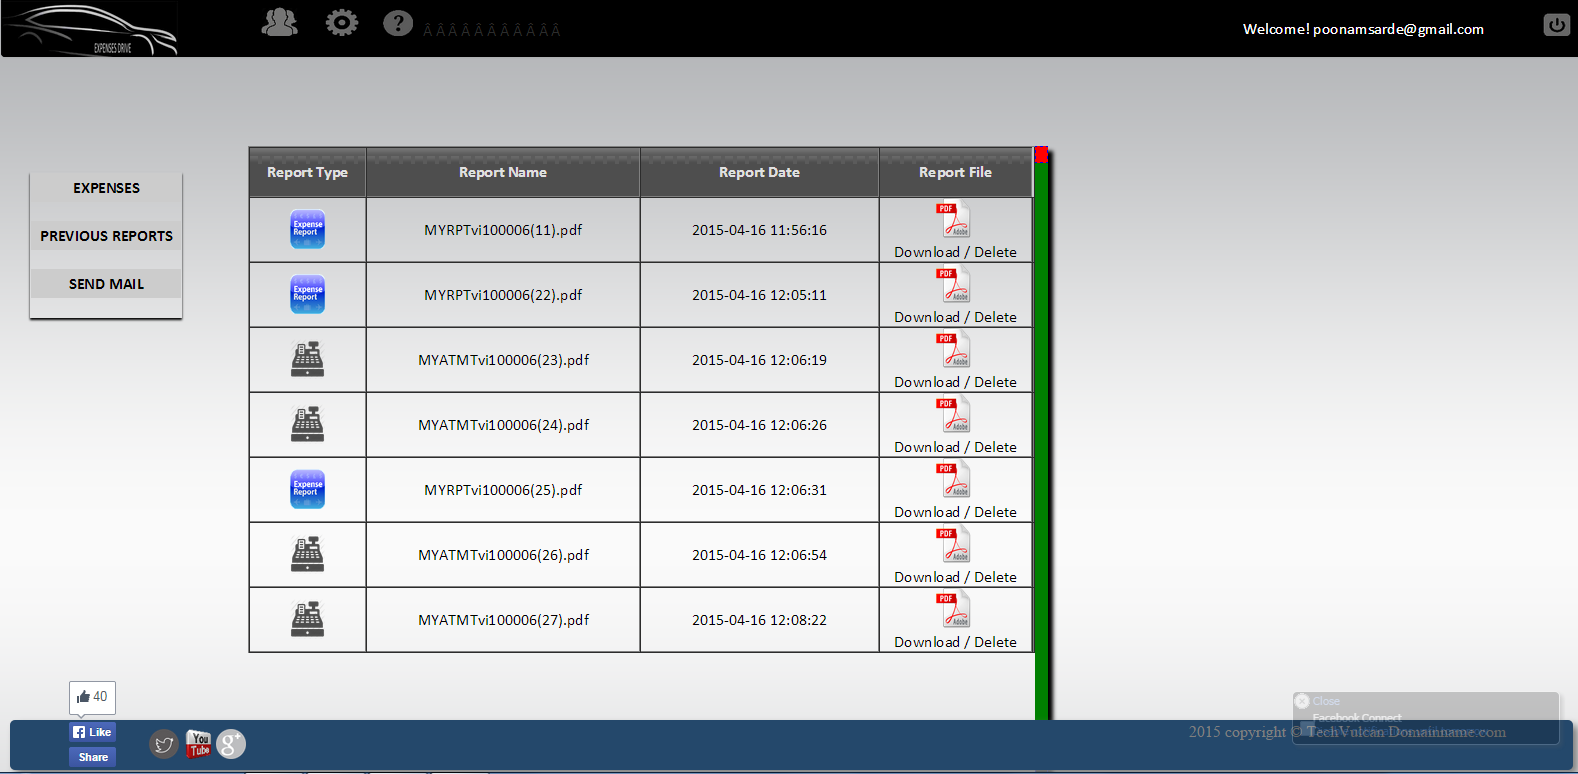 EXPENSES DRIVE
? Â Â Â Â Â Â Â Â Â Â Â Â
Welcome! poonamsarde@gmail.com
EXPENSES
PREVIOUS REPORTS
SEND MAIL
Report Type Report Name Report Date Report File
Expense Report MYRPTvi100006(11).pdf 2015-04-16 11:56:16 PDF Adobe Download / Delete
Expense Report MYRPTvi100006(22).pdf 2015-04-16 12:05:11 PDF Adobe Download / Delete
MYATMTvi100006(23).pdf 2015-04-16 12:06:19 PDF Adobe Download / Delete
MYATMTvi100006(24).pdf 2015-04-16 12:06:26 PDF Adobe Download / Delete
Expense Report MYRPTvi100006(25).pdf 2015-04-16 12:06:31 PDF Adobe Download / Delete
MYATMTvi100006(26).pdf 2015-04-16 12:06:54 PDF Adobe Download / Delete
MYATMTvi100006(27).pdf 2015-04-16 12:08:22 PDF Adobe Download / Delete
40
Like
Share
You Tube
g+
Close
Facebook Connect
2015 copyright © TechVulcan Domainname.com